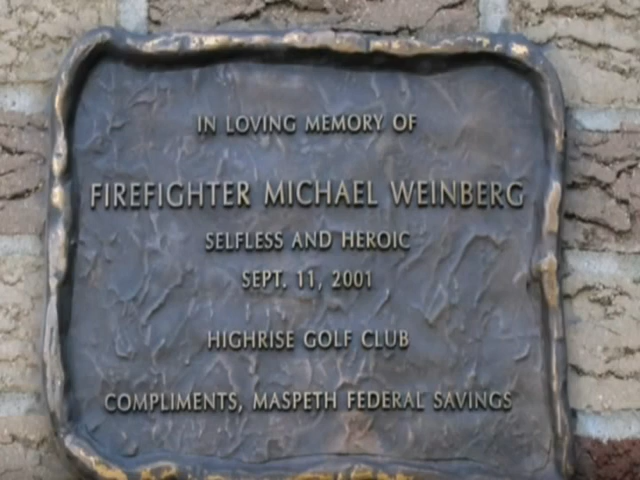 IN LOVING MEMORY OF
FIREFIGHTER MICHAEL WEINBERG
SELFLESS AND HEROIC
SEPT. 11, 2001
HIGHRISE GOLF CLUB
COMPLIMENTS, MASPETH FEDERAL SAVINGS